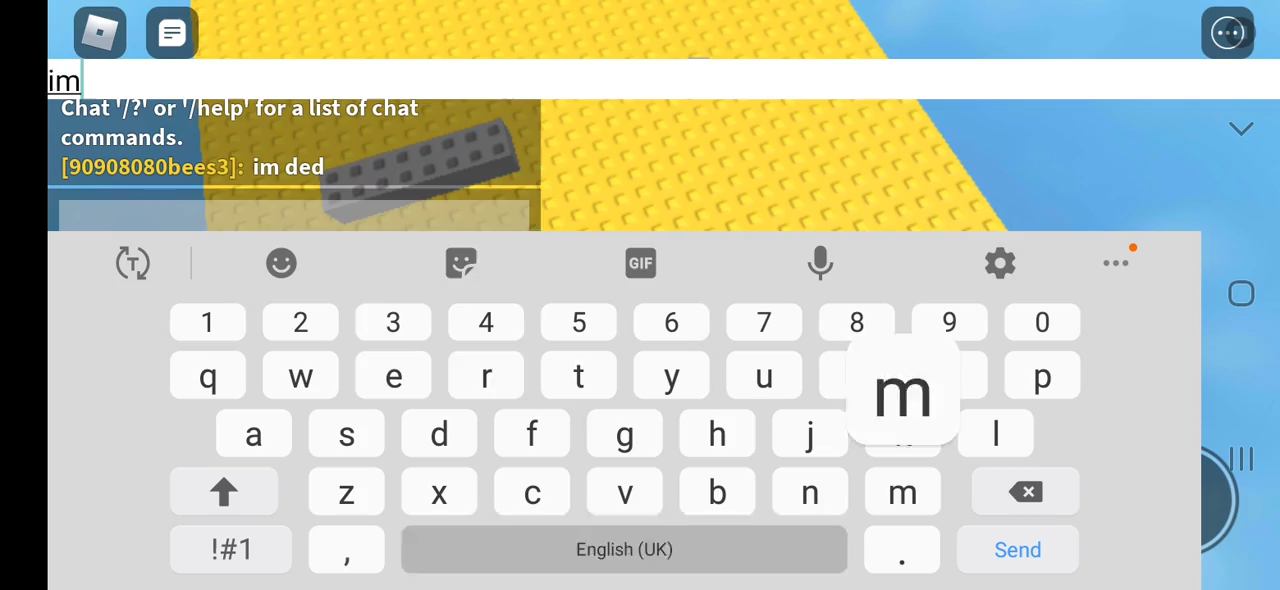 im
Chat '/?' or '/help' for a list of chat
commands.
[90908080bees3]: im ded
T GIF
1 2 3 4 5 6 7 8 9 0
q w e r t y u m p
a s d f g h j l
z x c v b n m
!#1 , English (UK) . Send